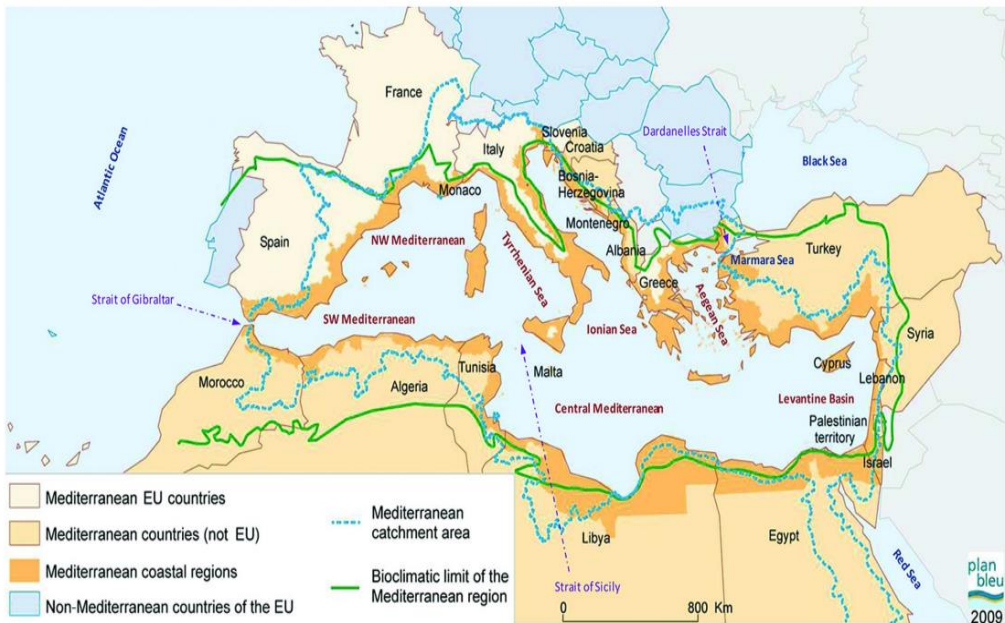 France
Slovenia
Croatia
Dardanelles Strait
Atlantic Ocean
Italy
Black Sea
Bosnia-
Herzegovina
Monaco
Montenegro
Spain
NW Mediterranean
Tyrrhenian Sea
Albania
Turkey
Marmara Sea
Greece
Aegean Sea
Strait of Gibraltar
SW Mediterranean
Ionian Sea
Syria
Cyprus
Morocco
Algeria
Tunisia
Malta
Lebanon
Central Mediterranean
Levantine Basin
Palestinian
territory
Israel
Libya
Egypt
Red Sea
Strait of Sicily
Mediterranean EU countries
Mediterranean countries (not EU)
Mediterranean coastal regions
Non-Mediterranean countries of the EU
Mediterranean
catchment area
Bioclimatic limit of the
Mediterranean region
0 800 Km
plan
bleu
2009